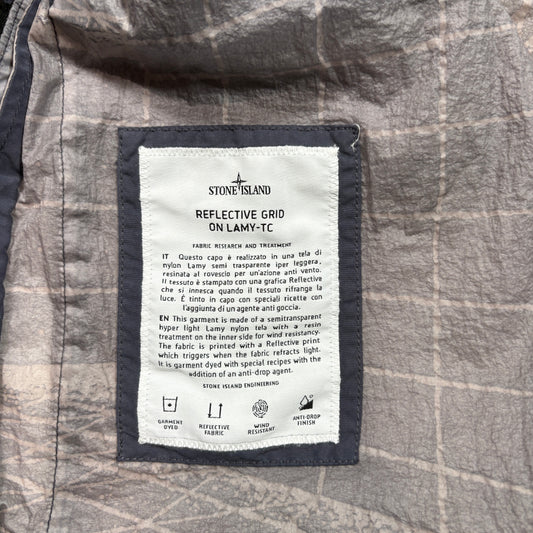 STONE ISLAND
REFLECTIVE GRID
ON LAMY-TC
FABRIC RESEARCH AND TREATMENT
IT Questo capo è realizzato in una tela di
nylon Lamy semi trasparente iper leggera,
resinata al rovescio per un'azione anti vento.
Il tessuto è stampato con una grafica Reflective
che si innesca quando il tessuto rifrange la
luce. È tinto in capo con speciali ricette con
l'aggiunta di un agente anti goccia.
EN This garment is made of a semitransparent
hyper light Lamy nylon tela with a resin
treatment on the inner side for wind resistancy.
The fabric is printed with a Reflective print
which triggers when the fabric refracts light.
It is garment dyed with special recipes with the
addition of an anti-drop agent.
STONE ISLAND ENGINEERING
GARMENT
DYED
REFLECTIVE
FABRIC
WIND
RESISTANT
ANTI-DROP
FINISH